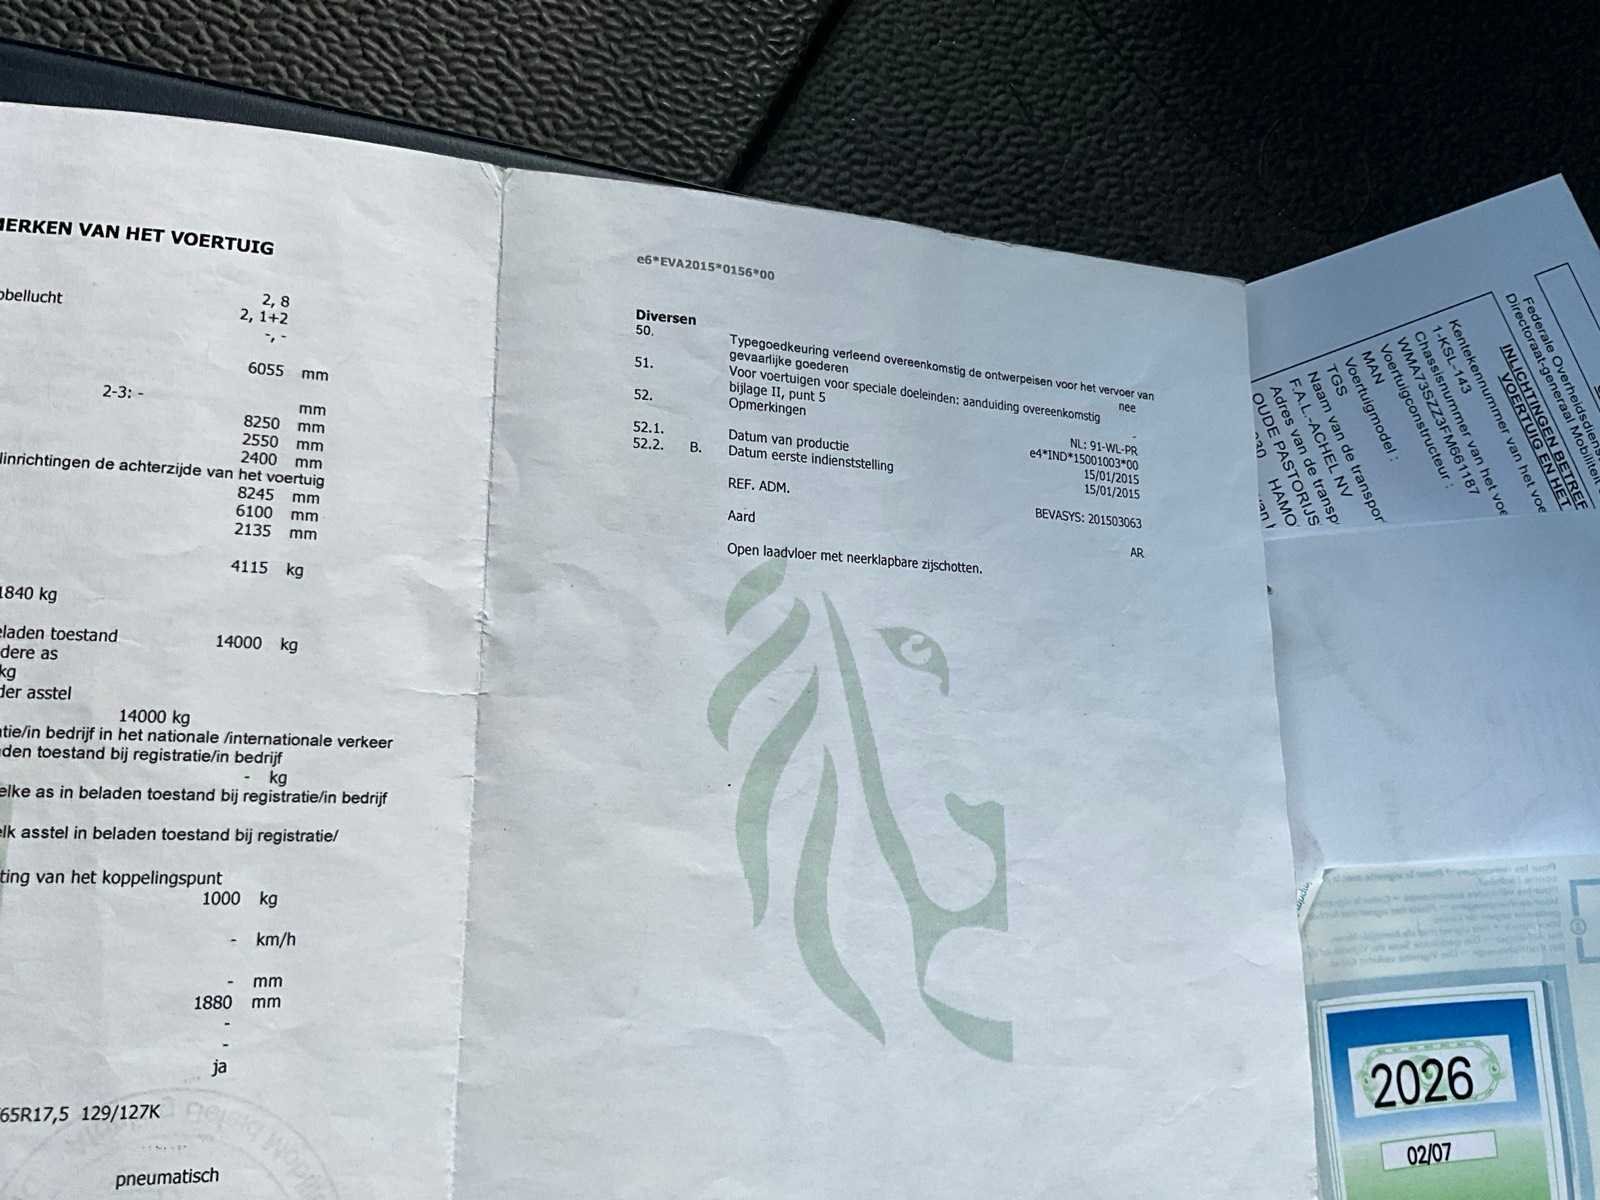 MERKEN VAN HET VOERTUIG
2, 8
2, 1+2
-, -
6055 mm
2-3: -
mm
8250 mm
2550 mm
2400 mm
inrichtingen de achterzijde van het voertuig
8245 mm
6100 mm
2135 mm
4115 kg
1840 kg
laden toestand 14000 kg
dere as
kg
der asstel
14000 kg
tie/in bedrijf in het nationale /internationale verkeer
den toestand bij registratie/in bedrijf
- kg
elke as in beladen toestand bij registratie/in bedrijf
elk asstel in beladen toestand bij registratie/
ting van het koppelingspunt
1000 kg
- km/h
- mm
1880 mm
-
-
ja
65R17,5 129/127K
pneumatisch
e6*EVA2015*0156*00
Diversen
50. Typegoedkeuring verleend overeenkomstig de ontwerpeisen voor het vervoer van
gevaarlijke goederen nee
51. Voor voertuigen voor speciale doeleinden: aanduiding overeenkomstig
bijlage II, punt 5 -
52. Opmerkingen
NL: 91-WL-PR
e4*IND*15001003*00
52.1. Datum van productie 15/01/2015
52.2. B. Datum eerste indienststelling 15/01/2015
REF. ADM. BEVASYS: 201503063
Aard AR
Open laadvloer met neerklapbare zijschotten.
Federale Overheidsdiens
Directoraat-generaal Mobiliteit
INLICHTINGEN BETREF
VOERTUIG EN HET
Kentekennummer van het voe
1-KSL-143
Chassisnummer van het voe
WMA73SZZ3FM661187
Voertuigconstructeur :
MAN
Voertuigmodel :
TGS
Naam van de transpor
F.A.L.-ACHEL NV
Adres van de transp
OUDE PASTORIJS
HAMO
2026
02/07